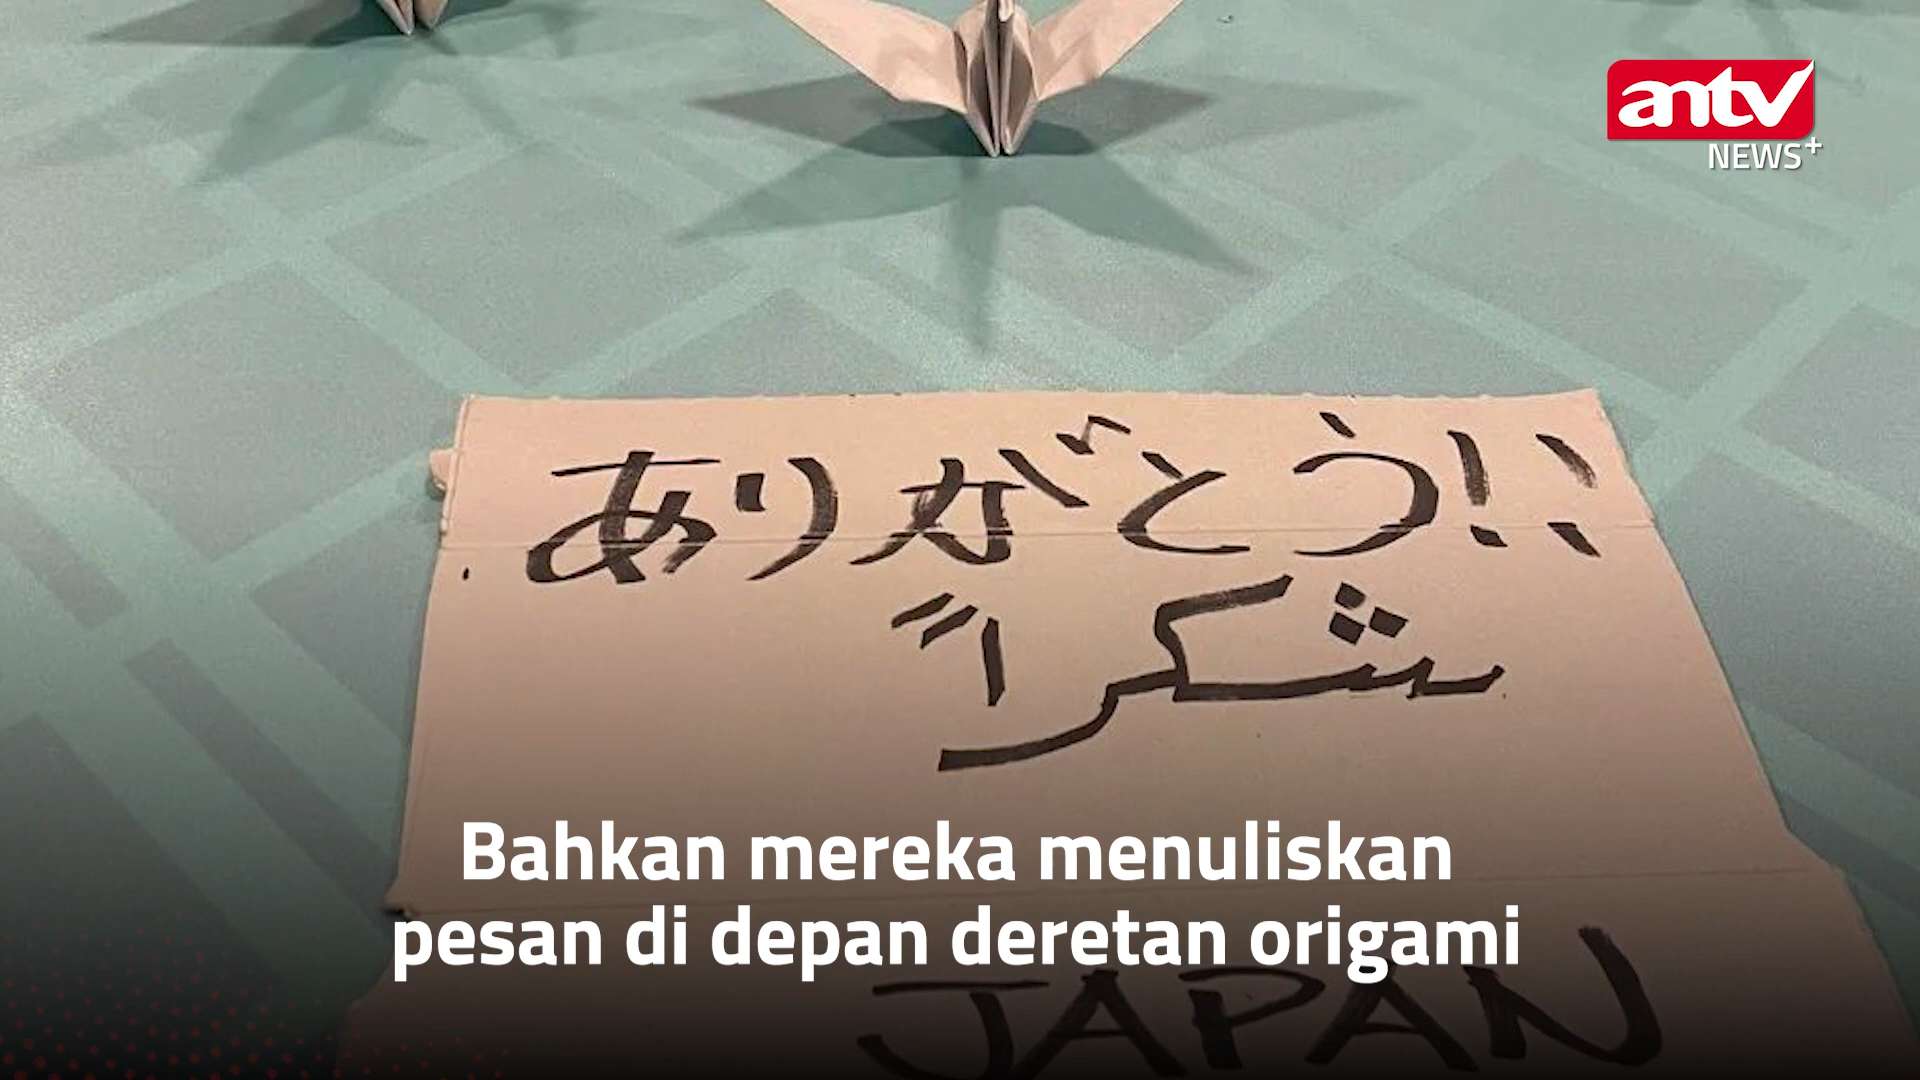 antv
NEWS+
ありがとう!!
شكراً
Bahkan mereka menuliskan
pesan di depan deretan origami
JAPAN